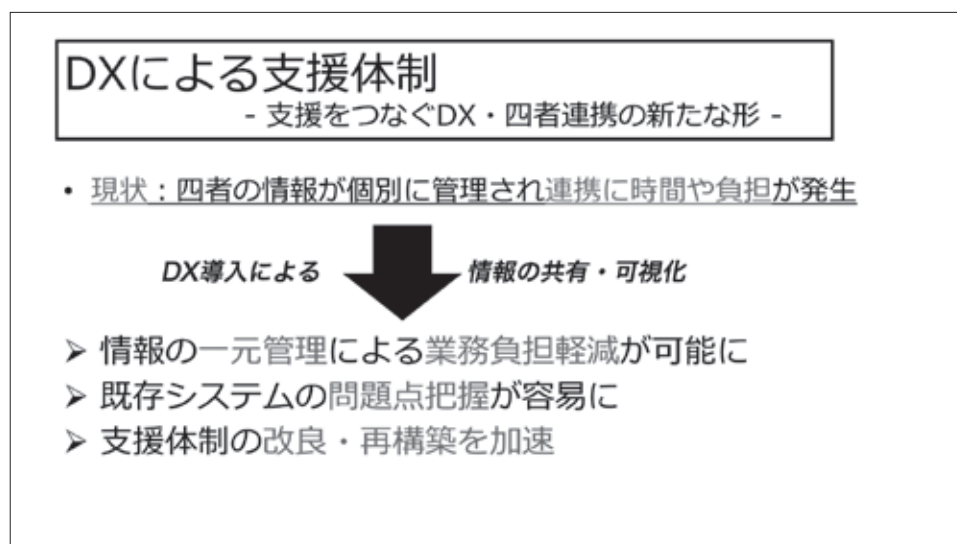 DXによる支援体制
- 支援をつなぐDX・四者連携の新たな形 -
• 現状：四者の情報が個別に管理され連携に時間や負担が発生
DX導入による 情報の共有・可視化
➢ 情報の一元管理による業務負担軽減が可能に
➢ 既存システムの問題点把握が容易に
➢ 支援体制の改良・再構築を加速